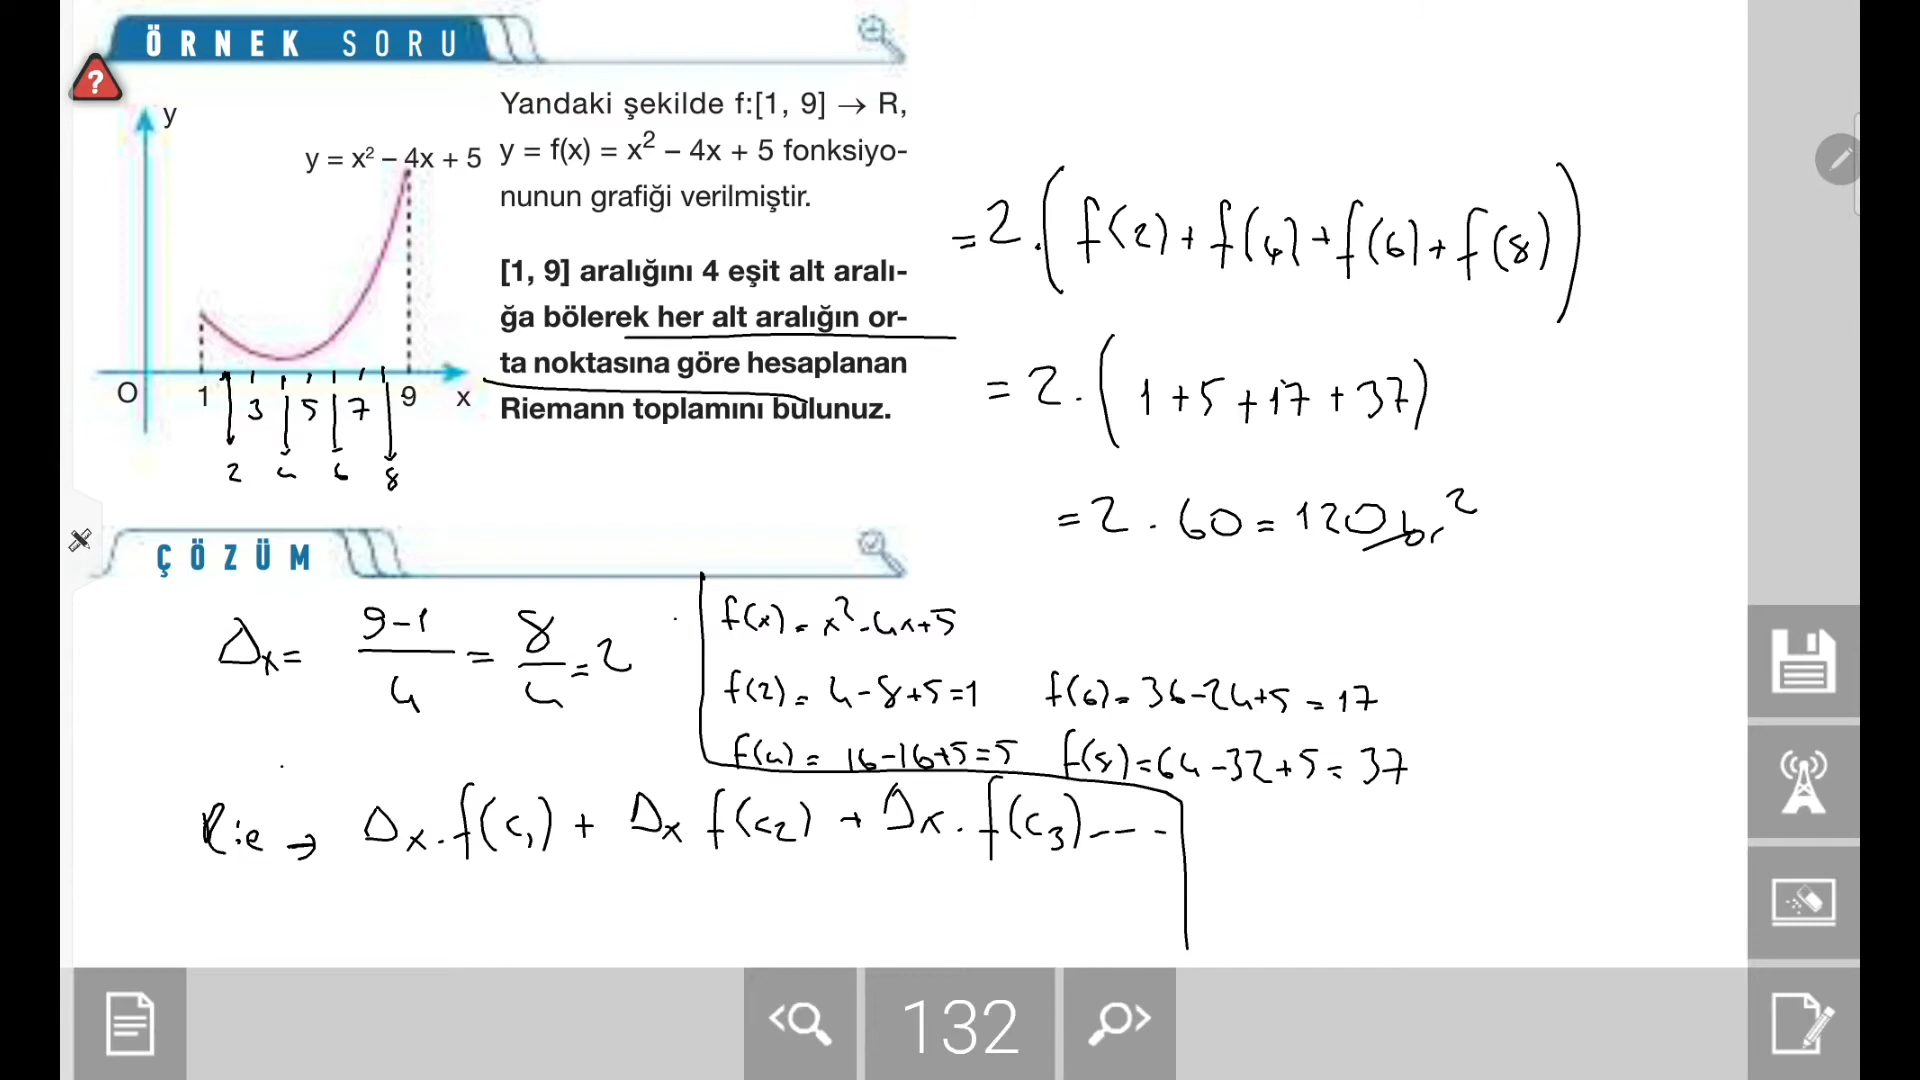 ÖRNEK SORU
?
y
y = x² – 4x + 5
O
1
3
5
7
9
x
2
4
6
8
Yandaki şekilde f:[1, 9] → R,
y = f(x) = x² – 4x + 5 fonksiyo-
nunun grafiği verilmiştir.
[1, 9] aralığını 4 eşit alt aralı-
ğa bölerek her alt aralığın or-
ta noktasına göre hesaplanan
Riemann toplamını bulunuz.
= 2.(f(2)+f(4)+f(6)+f(8))
= 2.(1+5+17+37)
= 2.60 = 120 br²
ÇÖZÜM
Δx = (9-1)/4 = 8/4 = 2
f(x) = x²-4x+5
f(2) = 4-8+5=1
f(6) = 36-24+5 = 17
f(4) = 16-16+5=5
f(8) = 64-32+5 = 37
Rie → Δx.f(c₁) + Δx f(c₂) + Δx.f(c₃)----
132